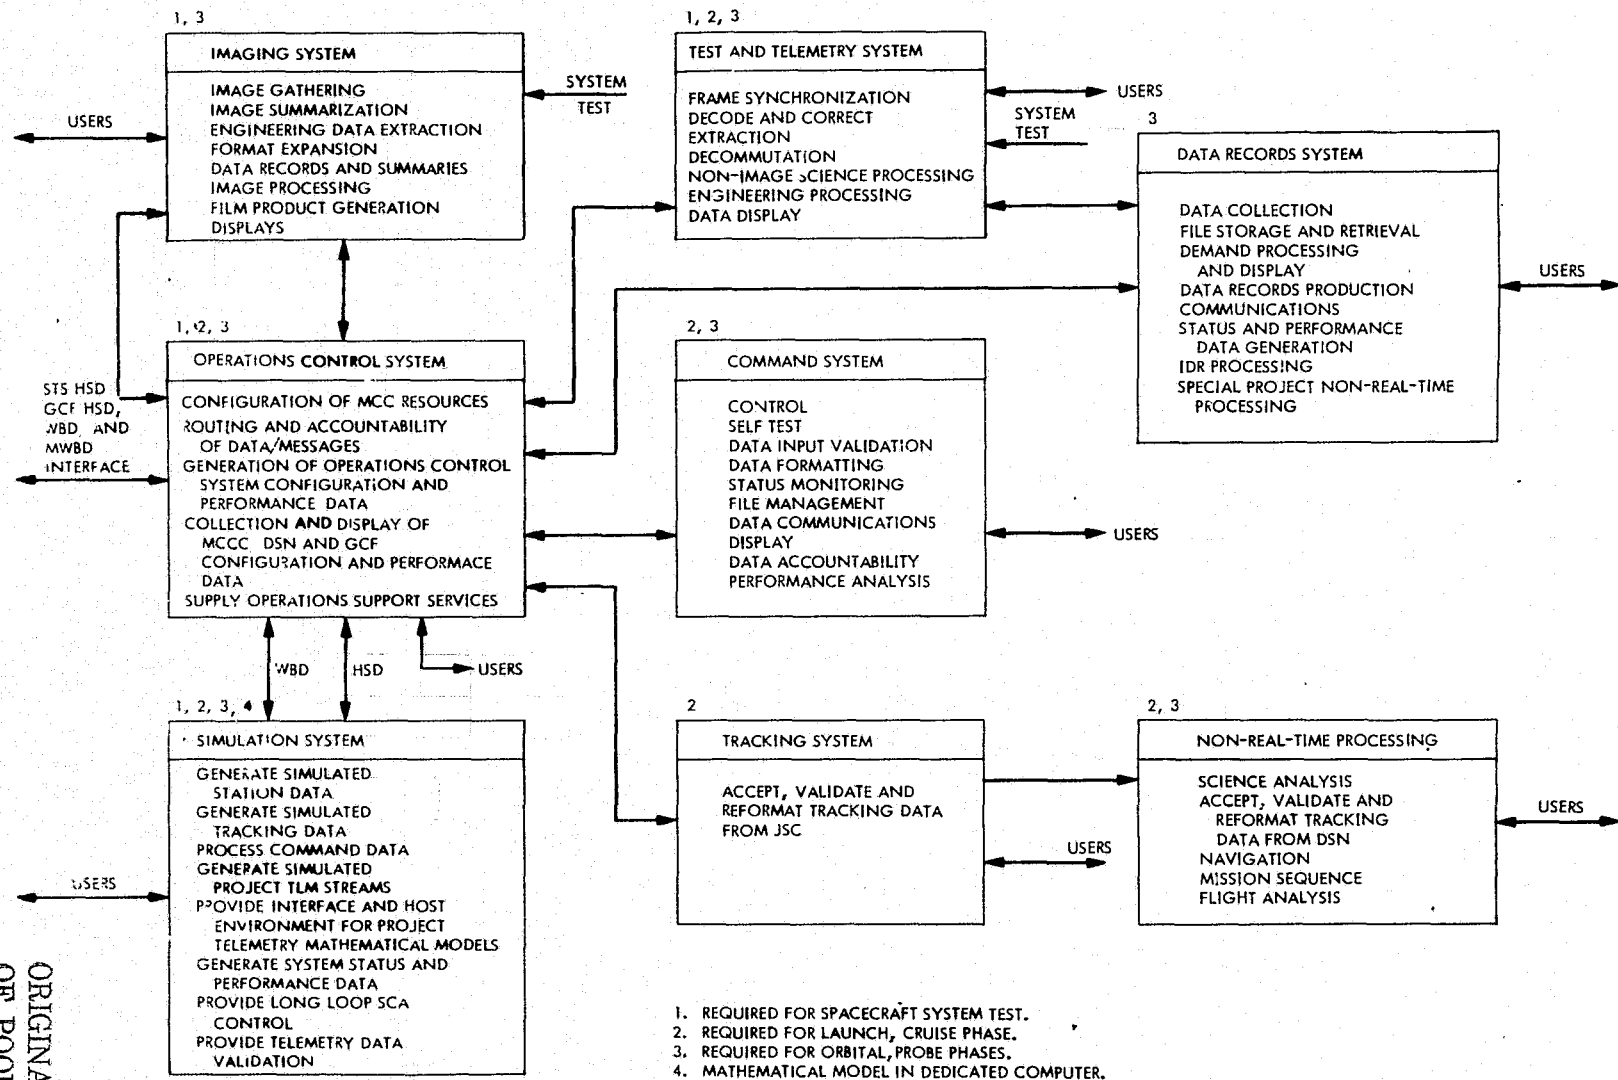 1, 3
IMAGING SYSTEM
IMAGE GATHERING
IMAGE SUMMARIZATION
ENGINEERING DATA EXTRACTION
FORMAT EXPANSION
DATA RECORDS AND SUMMARIES
IMAGE PROCESSING
FILM PRODUCT GENERATION
DISPLAYS
USERS
SYSTEM
TEST
1, 2, 3
TEST AND TELEMETRY SYSTEM
FRAME SYNCHRONIZATION
DECODE AND CORRECT
EXTRACTION
DECOMMUTATION
NON-IMAGE SCIENCE PROCESSING
ENGINEERING PROCESSING
DATA DISPLAY
USERS
SYSTEM
TEST
3
DATA RECORDS SYSTEM
DATA COLLECTION
FILE STORAGE AND RETRIEVAL
DEMAND PROCESSING
AND DISPLAY
DATA RECORDS PRODUCTION
COMMUNICATIONS
STATUS AND PERFORMANCE
DATA GENERATION
IDR PROCESSING
SPECIAL PROJECT NON-REAL-TIME
PROCESSING
USERS
1, 2, 3
OPERATIONS CONTROL SYSTEM
CONFIGURATION OF MCC RESOURCES
ROUTING AND ACCOUNTABILITY
OF DATA/MESSAGES
GENERATION OF OPERATIONS CONTROL
SYSTEM CONFIGURATION AND
PERFORMANCE DATA
COLLECTION AND DISPLAY OF
MCCC DSN AND GCF
CONFIGURATION AND PERFORMACE
DATA
SUPPLY OPERATIONS SUPPORT SERVICES
STS HSD
GCF HSD,
WBD, AND
MWBD
INTERFACE
2, 3
COMMAND SYSTEM
CONTROL
SELF TEST
DATA INPUT VALIDATION
DATA FORMATTING
STATUS MONITORING
FILE MANAGEMENT
DATA COMMUNICATIONS
DISPLAY
DATA ACCOUNTABILITY
PERFORMANCE ANALYSIS
USERS
WBD
HSD
USERS
1, 2, 3, 4
SIMULATION SYSTEM
GENERATE SIMULATED
STATION DATA
GENERATE SIMULATED
TRACKING DATA
PROCESS COMMAND DATA
GENERATE SIMULATED
PROJECT TLM STREAMS
PROVIDE INTERFACE AND HOST
ENVIRONMENT FOR PROJECT
TELEMETRY MATHEMATICAL MODELS
GENERATE SYSTEM STATUS AND
PERFORMANCE DATA
PROVIDE LONG LOOP SCA
CONTROL
PROVIDE TELEMETRY DATA
VALIDATION
USERS
2
TRACKING SYSTEM
ACCEPT, VALIDATE AND
REFORMAT TRACKING DATA
FROM JSC
USERS
2, 3
NON-REAL-TIME PROCESSING
SCIENCE ANALYSIS
ACCEPT, VALIDATE AND
REFORMAT TRACKING
DATA FROM DSN
NAVIGATION
MISSION SEQUENCE
FLIGHT ANALYSIS
USERS
1. REQUIRED FOR SPACECRAFT SYSTEM TEST.
2. REQUIRED FOR LAUNCH, CRUISE PHASE.
3. REQUIRED FOR ORBITAL, PROBE PHASES.
4. MATHEMATICAL MODEL IN DEDICATED COMPUTER.
ORIGINA
OF POOR